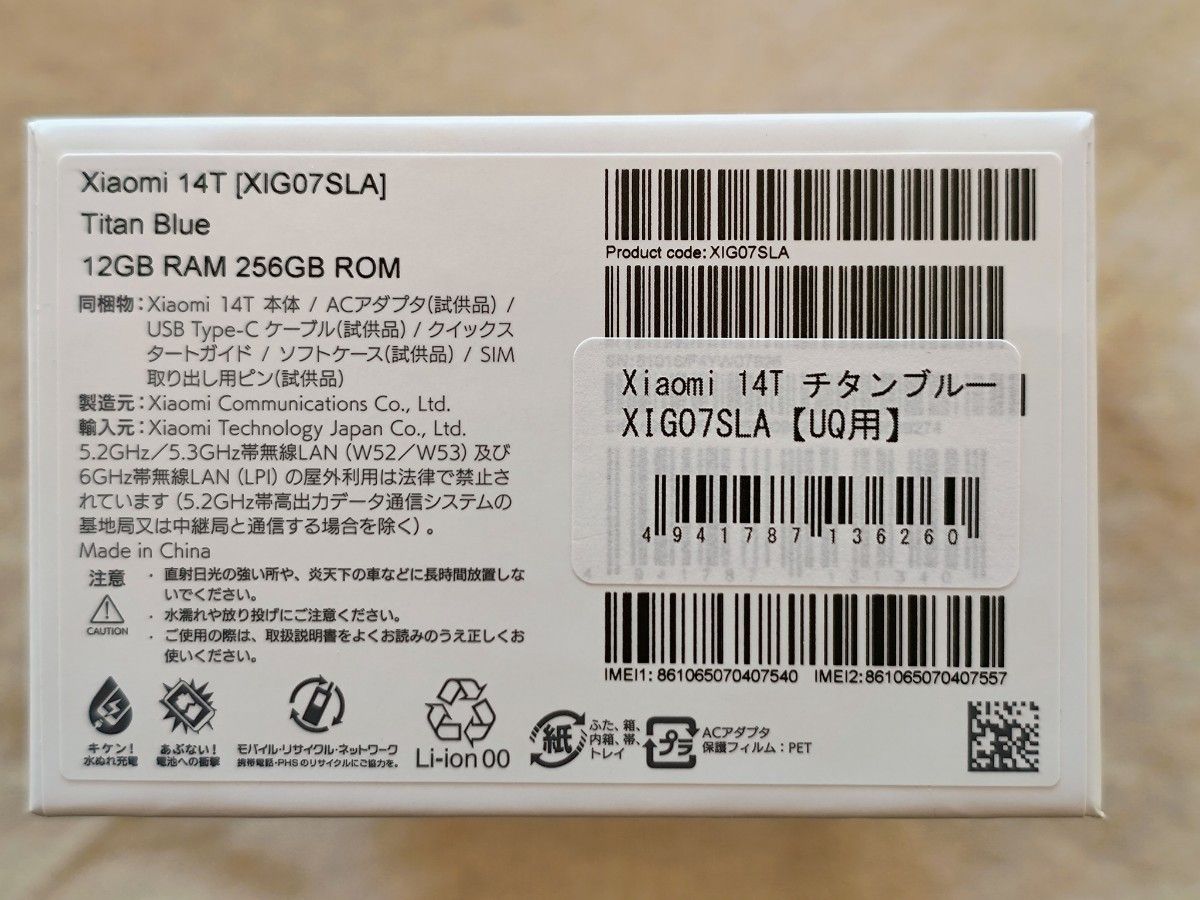 Xiaomi 14T [XIG07SLA]
Titan Blue
12GB RAM 256GB ROM
同梱物：Xiaomi 14T 本体 / ACアダプタ(試供品) /
USB Type-C ケーブル(試供品) / クイックス
タートガイド / ソフトケース(試供品) / SIM
取り出し用ピン(試供品)
製造元：Xiaomi Communications Co., Ltd.
輸入元：Xiaomi Technology Japan Co., Ltd.
5.2GHz／5.3GHz帯無線LAN（W52／W53）及び
6GHz帯無線LAN（LPI）の屋外利用は法律で禁止さ
れています（5.2GHz帯高出力データ通信システムの
基地局又は中継局と通信する場合を除く）。
Made in China
注意
CAUTION
・直射日光の強い所や、炎天下の車などに長時間放置しな
いでください。
・水濡れや放り投げにご注意ください。
・ご使用の際は、取扱説明書をよくお読みのうえ正しくお
使いください。
キケン！
水ぬれ充電
あぶない！
電池への衝撃
モバイル・リサイクル・ネットワーク
携帯電話・PHSのリサイクルにご協力を。
Li-ion 00
紙
ふた、箱、
内箱、帯、
トレイ
プラ
ACアダプタ
保護フィルム：PET
Product code: XIG07SLA
Xiaomi 14T チタンブルー
XIG07SLA【UQ用】
4941787136260
IMEI1: 861065070407540 IMEI2:861065070407557